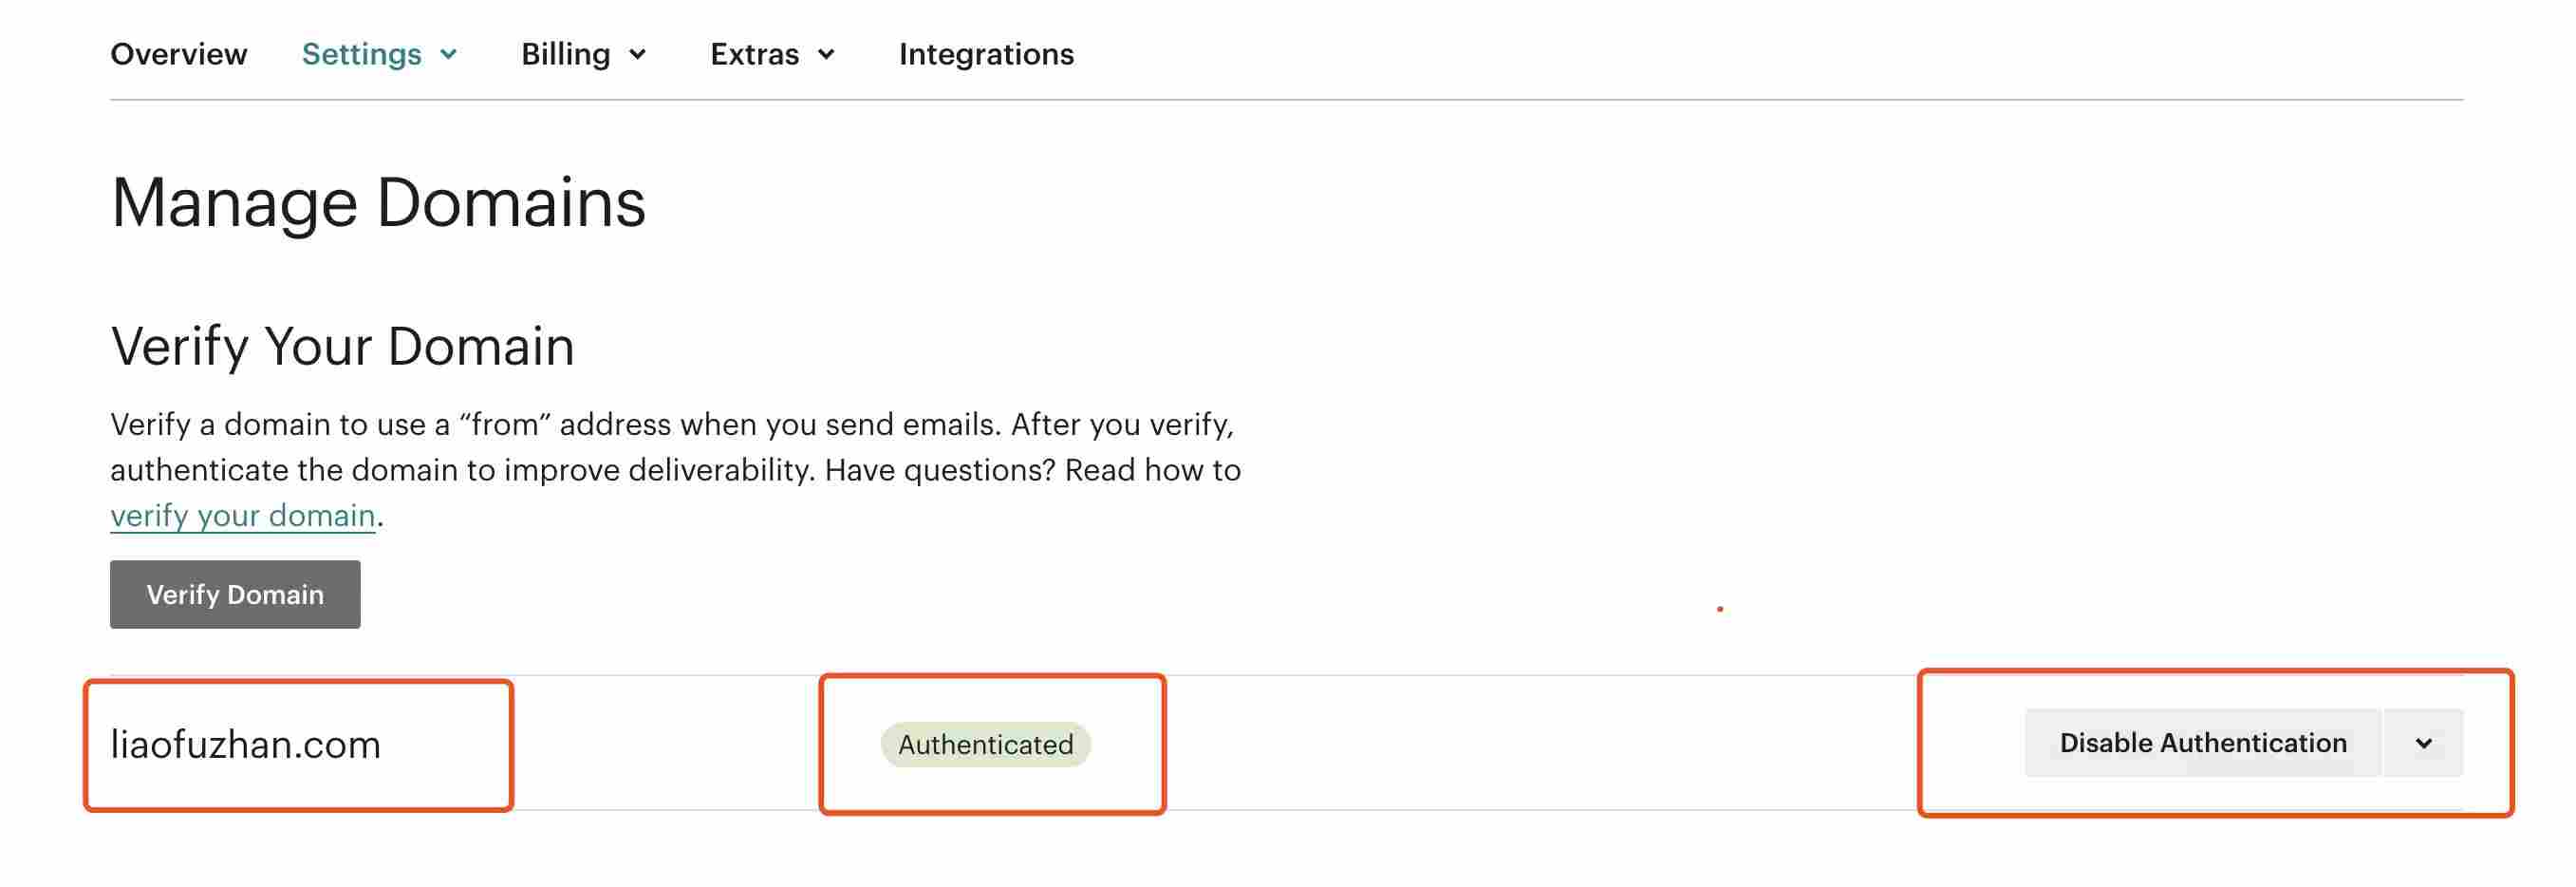 Overview Settings Billing Extras Integrations
Manage Domains
Verify Your Domain
Verify a domain to use a “from” address when you send emails. After you verify,
authenticate the domain to improve deliverability. Have questions? Read how to
verify your domain.
Verify Domain
liaofuzhan.com Authenticated Disable Authentication